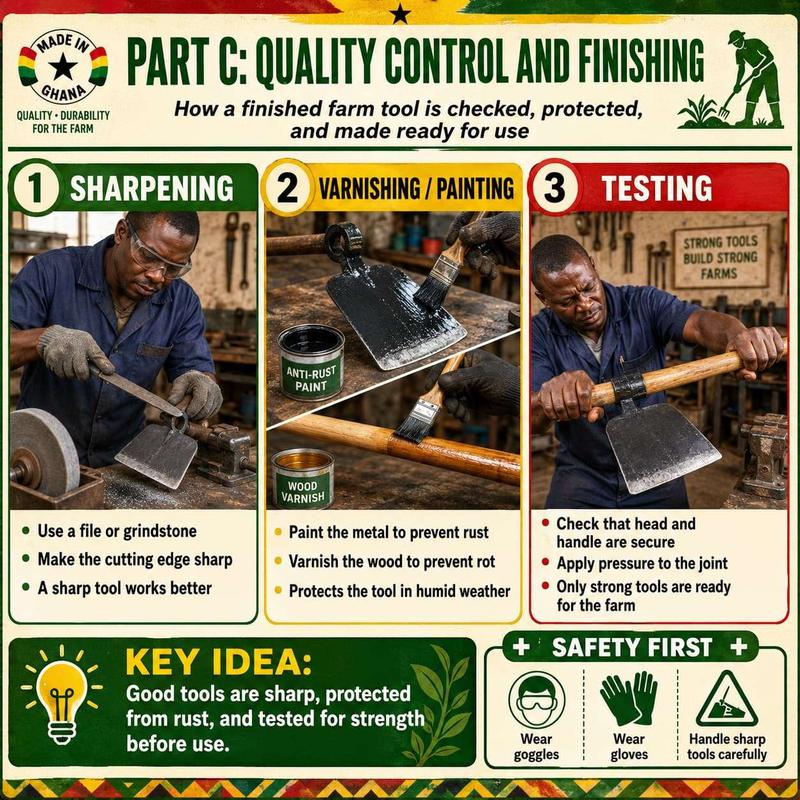 MADE IN
GHANA
QUALITY • DURABILITY
FOR THE FARM
PART C: QUALITY CONTROL AND FINISHING
How a finished farm tool is checked, protected,
and made ready for use
1 SHARPENING
• Use a file or grindstone
• Make the cutting edge sharp
• A sharp tool works better
2 VARNISHING / PAINTING
ANTI-RUST
PAINT
WOOD
VARNISH
• Paint the metal to prevent rust
• Varnish the wood to prevent rot
• Protects the tool in humid weather
3 TESTING
STRONG TOOLS
BUILD STRONG
FARMS
• Check that head and
handle are secure
• Apply pressure to the joint
• Only strong tools are ready
for the farm
KEY IDEA:
Good tools are sharp, protected
from rust, and tested for strength
before use.
SAFETY FIRST
Wear
goggles
Wear
gloves
Handle sharp
tools carefully